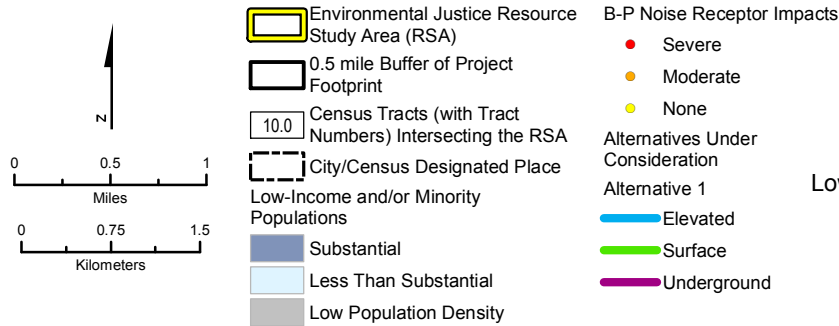 N
0 0.5 1
Miles
0 0.75 1.5
Kilometers
Environmental Justice Resource
Study Area (RSA)
0.5 mile Buffer of Project
Footprint
10.0
Census Tracts (with Tract
Numbers) Intersecting the RSA
City/Census Designated Place
Low-Income and/or Minority
Populations
Substantial
Less Than Substantial
Low Population Density
B-P Noise Receptor Impacts
Severe
Moderate
None
Alternatives Under
Consideration
Alternative 1
Elevated
Surface
Underground